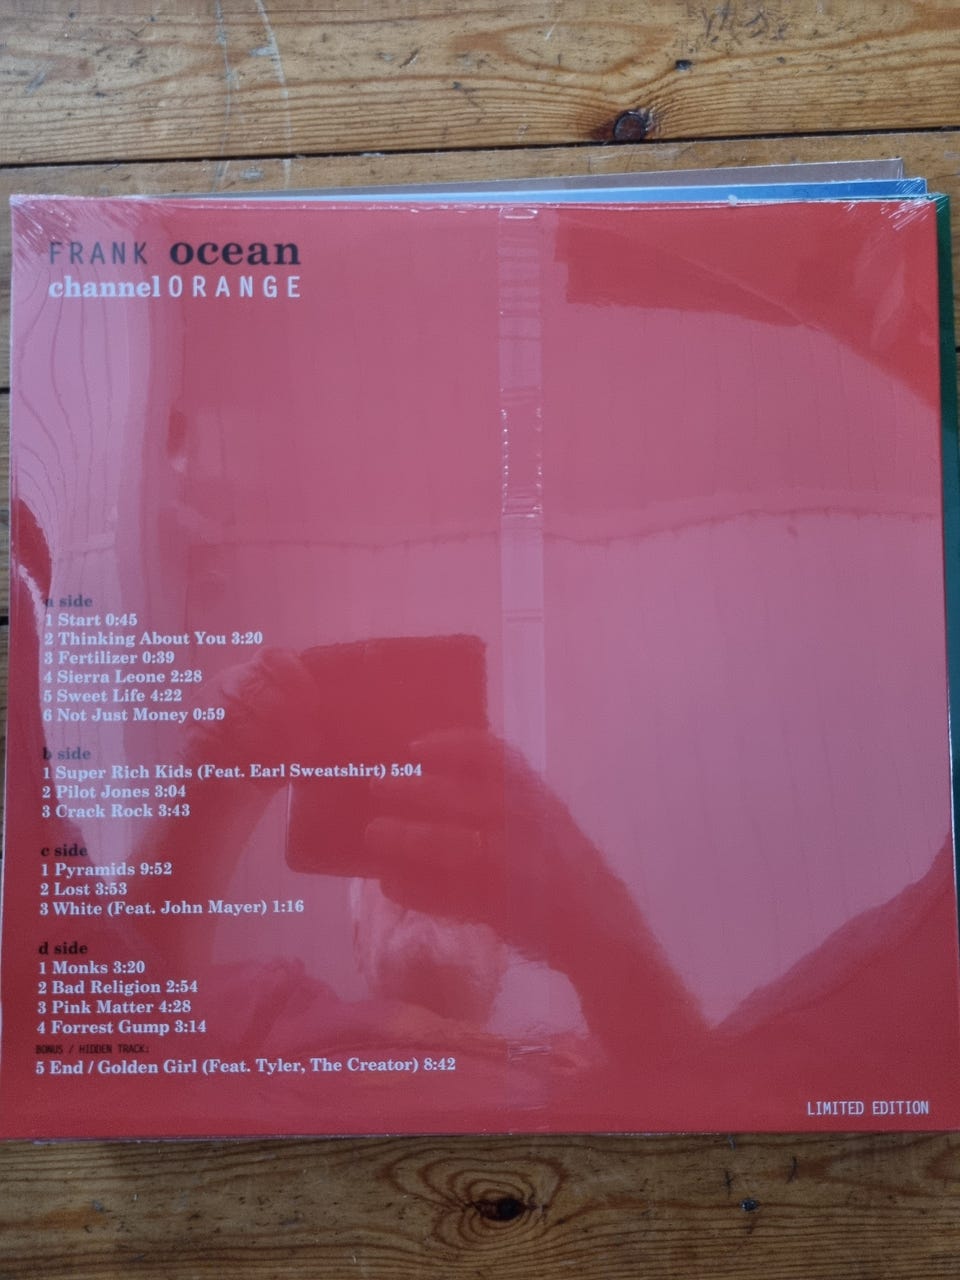 FRANK ocean
channel ORANGE
a side
1 Start 0:45
2 Thinking About You 3:20
3 Fertilizer 0:39
4 Sierra Leone 2:28
5 Sweet Life 4:22
6 Not Just Money 0:59
b side
1 Super Rich Kids (Feat. Earl Sweatshirt) 5:04
2 Pilot Jones 3:04
3 Crack Rock 3:43
c side
1 Pyramids 9:52
2 Lost 3:53
3 White (Feat. John Mayer) 1:16
d side
1 Monks 3:20
2 Bad Religion 2:54
3 Pink Matter 4:28
4 Forrest Gump 3:14
BONUS / HIDDEN TRACK:
5 End / Golden Girl (Feat. Tyler, The Creator) 8:42
LIMITED EDITION